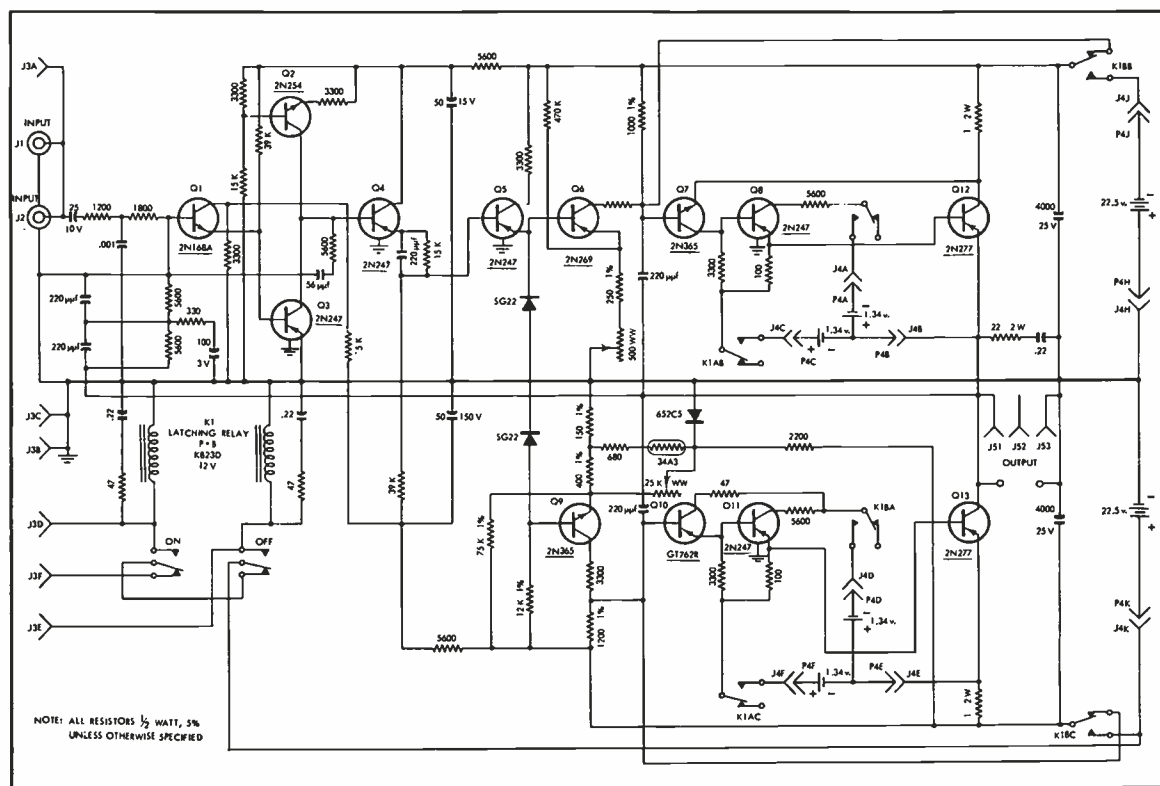 J3A
INPUT
J1
INPUT
J2
.25
10 V
1200
1800
.001
220 µµf
220 µµf
5600
5600
330
100
3 V
Q1
2N168A
3300
15 K
39 K
3300
Q2
2N254
3300
5600
56 µµf
Q3
2N247
15 K
Q4
2N247
220 µµf
15 K
50
15 V
50
150 V
5600
3300
Q5
2N247
470 K
Q6
2N269
250 1%
500 WW
SG22
SG22
1000 1%
220 µµf
Q7
2N365
3300
Q8
2N247
100
5600
J4A
P4A
1.34 v.
K1AB
J4C
P4C
1.34 v.
P4B
J4B
Q12
2N277
1 2 W
22 2 W
.22
4000
25 V
K1BB
J4J
P4J
22.5 v.
P4H
J4H
J3C
J3B
.22
47
K1
LATCHING RELAY
P + B
KB23D
12 V
.22
47
J3D
J3F
J3E
ON
OFF
39 K
5600
75 K 1%
12 K 1%
150 1%
400 1%
680
34A3
652C5
2200
.25 K WW
Q9
2N365
3300
1200 1%
220 µµf
Q10
GT762R
47
3300
Q11
2N247
100
5600
K1BA
J4D
P4D
1.34 v.
K1AC
J4F
P4F
1.34 v.
P4E
J4E
Q13
2N277
1 2 W
J51
J52
J53
OUTPUT
4000
25 V
22.5 v.
P4K
J4K
K1BC
NOTE: ALL RESISTORS ½ WATT, 5%
UNLESS OTHERWISE SPECIFIED